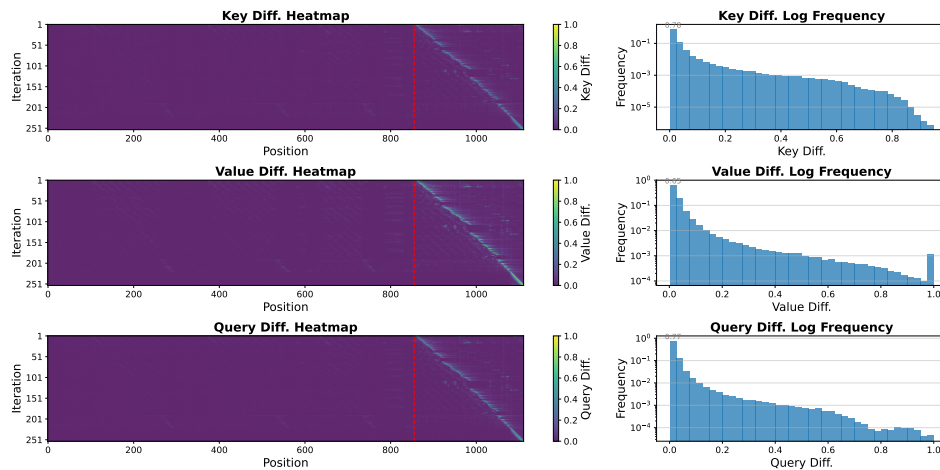 Key Diff. Heatmap
1
51
101
151
201
251
Iteration
0 200 400 600 800 1000
Position
1.0
0.8
0.6
0.4
0.2
0.0
Key Diff.
Key Diff. Log Frequency
0.78
10⁻¹
10⁻³
10⁻⁵
Frequency
0.0 0.2 0.4 0.6 0.8
Key Diff.
Value Diff. Heatmap
1
51
101
151
201
251
Iteration
0 200 400 600 800 1000
Position
1.0
0.8
0.6
0.4
0.2
0.0
Value Diff.
Value Diff. Log Frequency
0.65
10⁰
10⁻¹
10⁻²
10⁻³
10⁻⁴
Frequency
0.0 0.2 0.4 0.6 0.8 1.0
Value Diff.
Query Diff. Heatmap
1
51
101
151
201
251
Iteration
0 200 400 600 800 1000
Position
1.0
0.8
0.6
0.4
0.2
0.0
Query Diff.
Query Diff. Log Frequency
0.77
10⁰
10⁻¹
10⁻²
10⁻³
10⁻⁴
Frequency
0.0 0.2 0.4 0.6 0.8 1.0
Query Diff.